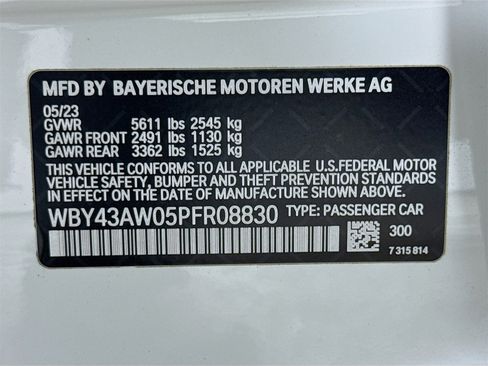 MFD BY BAYERISCHE MOTOREN WERKE AG
05/23
GVWR 5611 lbs 2545 kg
GAWR FRONT 2491 lbs 1130 kg
GAWR REAR 3362 lbs 1525 kg
THIS VEHICLE CONFORMS TO ALL APPLICABLE U.S.FEDERAL MOTOR
VEHICLE SAFETY, BUMPER,AND THEFT PREVENTION STANDARDS
IN EFFECT ON THE DATE OF MANUFACTURE SHOWN ABOVE.
WBY43AW05PFR08830 TYPE: PASSENGER CAR
300
7 315 814